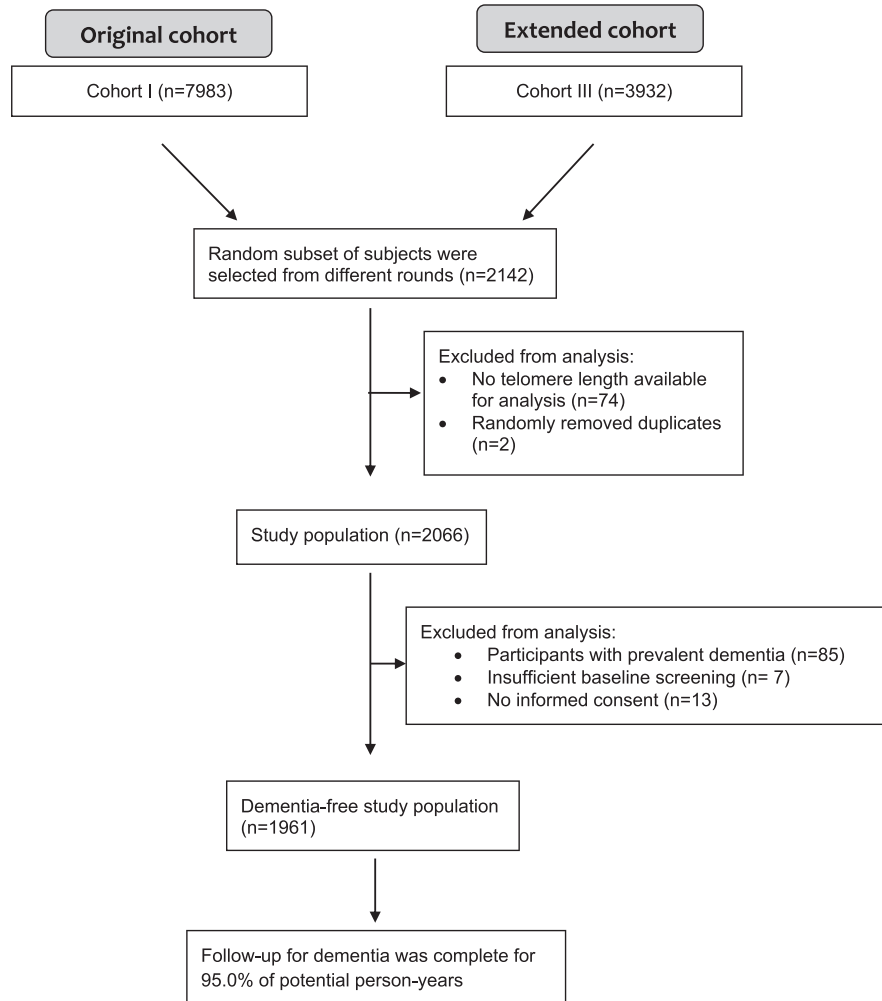 Original cohort
Extended cohort
Cohort I (n=7983)
Cohort III (n=3932)
Random subset of subjects were
selected from different rounds (n=2142)
Excluded from analysis:
• No telomere length available
for analysis (n=74)
• Randomly removed duplicates
(n=2)
Study population (n=2066)
Excluded from analysis:
• Participants with prevalent dementia (n=85)
• Insufficient baseline screening (n= 7)
• No informed consent (n=13)
Dementia-free study population
(n=1961)
Follow-up for dementia was complete for
95.0% of potential person-years